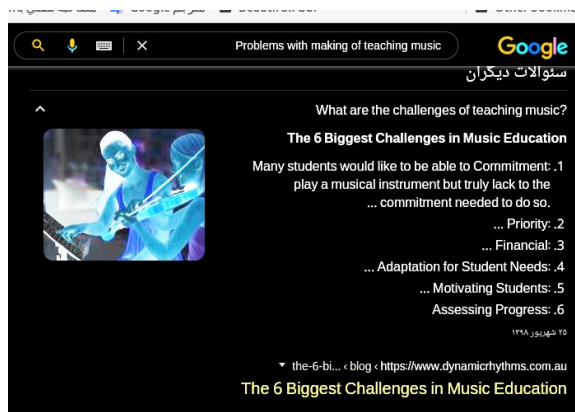 Problems with making of teaching music
Google
سئوالات دیگران
What are the challenges of teaching music?
The 6 Biggest Challenges in Music Education
Many students would like to be able to Commitment: .1
play a musical instrument but truly lack to the
... commitment needed to do so.
... Priority: .2
... Financial: .3
... Adaptation for Student Needs: .4
... Motivating Students: .5
Assessing Progress: .6
۲۵ شهریور ۱۳۹۸
the-6-bi... ‹ blog ‹ https://www.dynamicrhythms.com.au
The 6 Biggest Challenges in Music Education